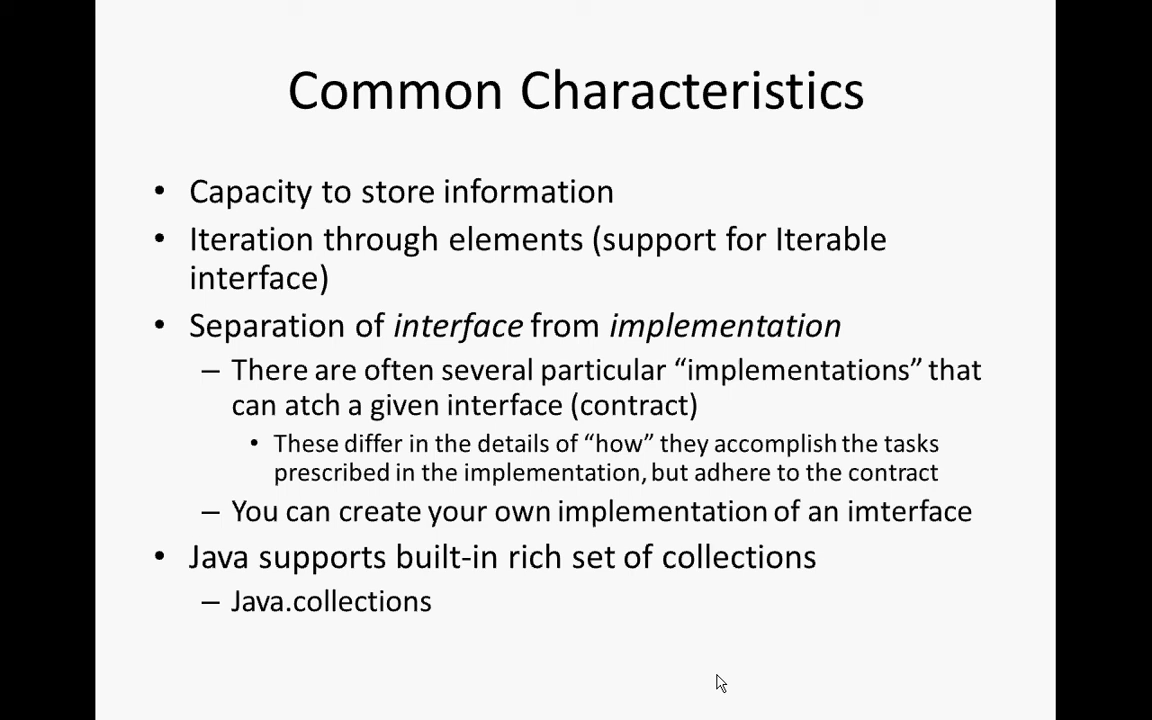 Common Characteristics
• Capacity to store information
• Iteration through elements (support for Iterable
interface)
• Separation of interface from implementation
– There are often several particular “implementations” that
can atch a given interface (contract)
• These differ in the details of “how” they accomplish the tasks
prescribed in the implementation, but adhere to the contract
– You can create your own implementation of an imterface
• Java supports built-in rich set of collections
– Java.collections